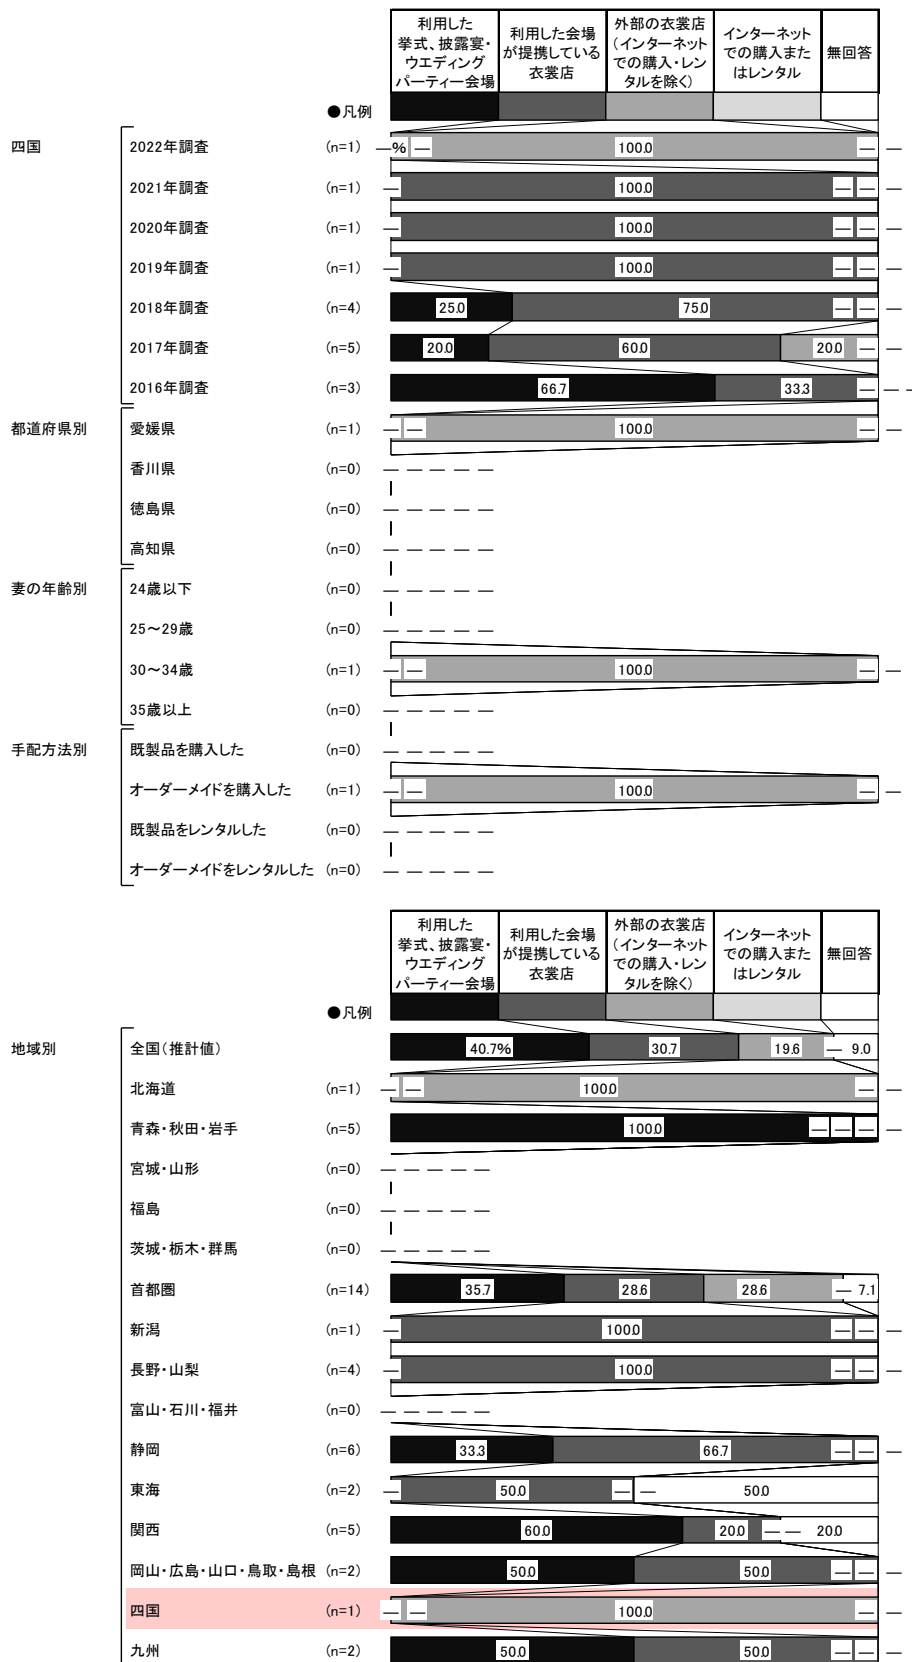 利用した
挙式、披露宴・
ウエディング
パーティー会場
利用した会場
が提携している
衣裳店
外部の衣裳店
(インターネット
での購入・レン
タルを除く)
インターネット
での購入また
はレンタル
無回答
●凡例
四国
2022年調査 (n=1) —% — 100.0 — —
2021年調査 (n=1) — 100.0 — — —
2020年調査 (n=1) — 100.0 — — —
2019年調査 (n=1) — 100.0 — — —
2018年調査 (n=4) 25.0 75.0 — — —
2017年調査 (n=5) 20.0 60.0 20.0 — —
2016年調査 (n=3) 66.7 33.3 — — —
都道府県別
愛媛県 (n=1) — — 100.0 — —
香川県 (n=0) — — — — —
徳島県 (n=0) — — — — —
高知県 (n=0) — — — — —
妻の年齢別
24歳以下 (n=0) — — — — —
25～29歳 (n=0) — — — — —
30～34歳 (n=1) — — 100.0 — —
35歳以上 (n=0) — — — — —
手配方法別
既製品を購入した (n=0) — — — — —
オーダーメイドを購入した (n=1) — — 100.0 — —
既製品をレンタルした (n=0) — — — — —
オーダーメイドをレンタルした (n=0) — — — — —
利用した
挙式、披露宴・
ウエディング
パーティー会場
利用した会場
が提携している
衣裳店
外部の衣裳店
(インターネット
での購入・レン
タルを除く)
インターネット
での購入また
はレンタル
無回答
●凡例
地域別
全国(推計値) 40.7% 30.7 19.6 — 9.0
北海道 (n=1) — — 100.0 — —
青森・秋田・岩手 (n=5) 100.0 — — — —
宮城・山形 (n=0) — — — — —
福島 (n=0) — — — — —
茨城・栃木・群馬 (n=0) — — — — —
首都圏 (n=14) 35.7 28.6 28.6 — 7.1
新潟 (n=1) — 100.0 — — —
長野・山梨 (n=4) — 100.0 — — —
富山・石川・福井 (n=0) — — — — —
静岡 (n=6) 33.3 66.7 — — —
東海 (n=2) — 50.0 — — 50.0
関西 (n=5) 60.0 20.0 — — 20.0
岡山・広島・山口・鳥取・島根 (n=2) 50.0 50.0 — — —
四国 (n=1) — — 100.0 — —
九州 (n=2) 50.0 50.0 — — —